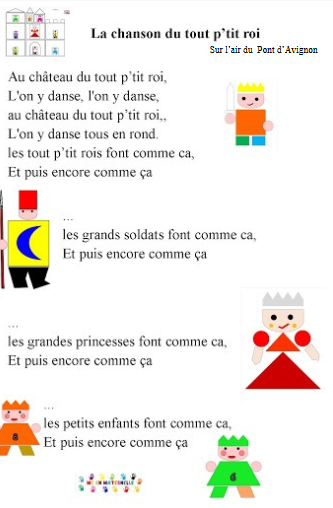 La chanson du tout p'tit roi
Sur l'air du Pont d'Avignon
Au château du tout p'tit roi,
L'on y danse, l'on y danse,
au château du tout p'tit roi,,
L'on y danse tous en rond.
les tout p'tit rois font comme ca,
Et puis encore comme ça
...
les grands soldats font comme ca,
Et puis encore comme ça
...
les grandes princesses font comme ca,
Et puis encore comme ça
...
les petits enfants font comme ca,
Et puis encore comme ça
MC EN MATERNELLE